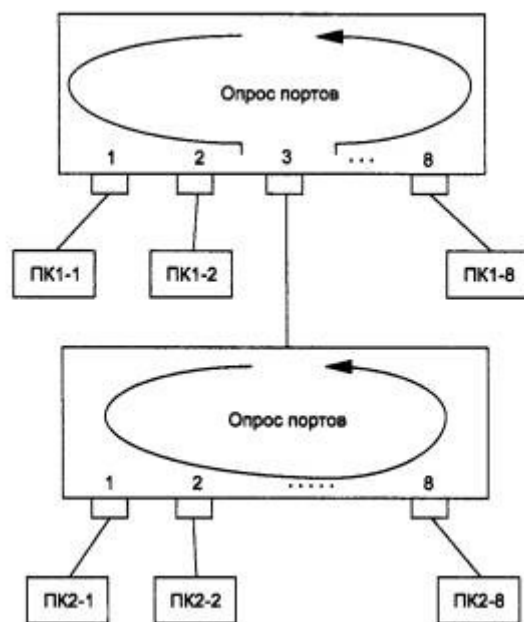 Опрос портов
1 2 3 ... 8
ПК1-1 ПК1-2 ПК1-8
Опрос портов
1 2 ..... 8
ПК2-1 ПК2-2 ПК2-8